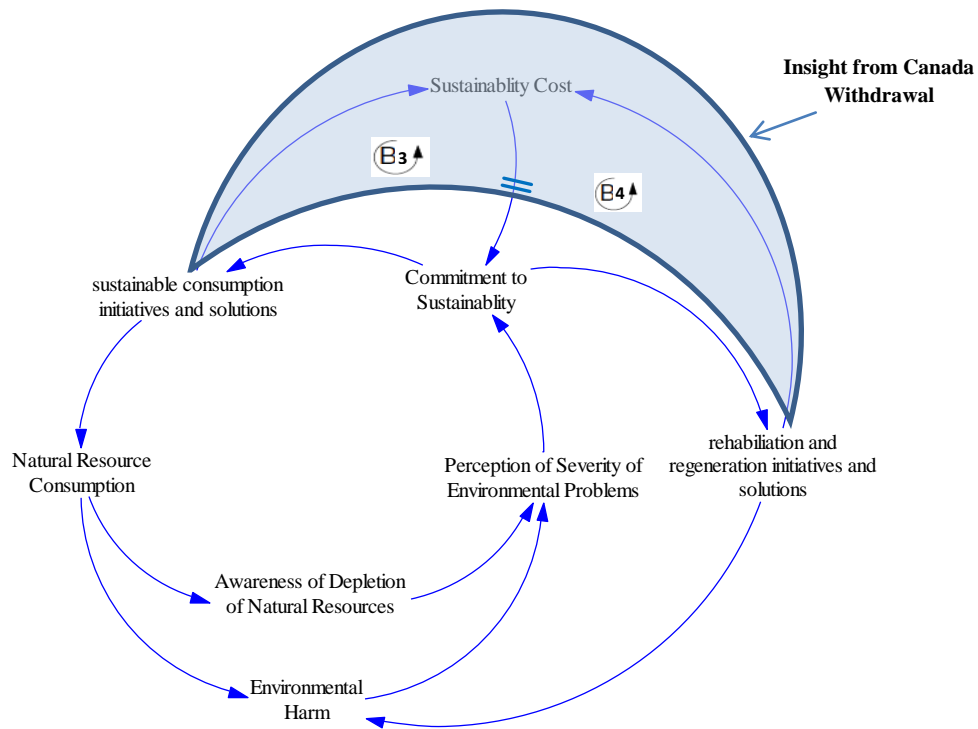 Insight from Canada
Withdrawal
Sustainablity Cost
B3
B4
sustainable consumption
initiatives and solutions
Commitment to
Sustainablity
Natural Resource
Consumption
Perception of Severity of
Environmental Problems
rehabiliation and
regeneration initiatives and
solutions
Awareness of Depletion
of Natural Resources
Environmental
Harm